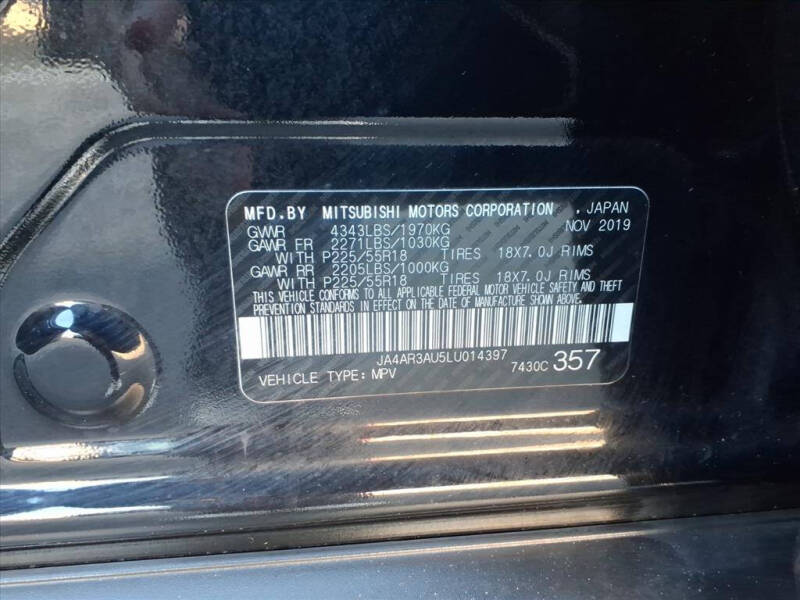 MFD.BY MITSUBISHI MOTORS CORPORATION . JAPAN
GVWR 4343LBS/1970KG NOV 2019
GAWR FR 2271LBS/1030KG
WITH P225/55R18 TIRES 18X7.0J RIMS
GAWR RR 2205LBS/1000KG
WITH P225/55R18 TIRES 18X7.0J RIMS
THIS VEHICLE CONFORMS TO ALL APPLICABLE FEDERAL MOTOR VEHICLE SAFETY AND THEFT
PREVENTION STANDARDS IN EFFECT ON THE DATE OF MANUFACTURE SHOWN ABOVE.
JA4AR3AU5LU014397
VEHICLE TYPE: MPV 7430C 357